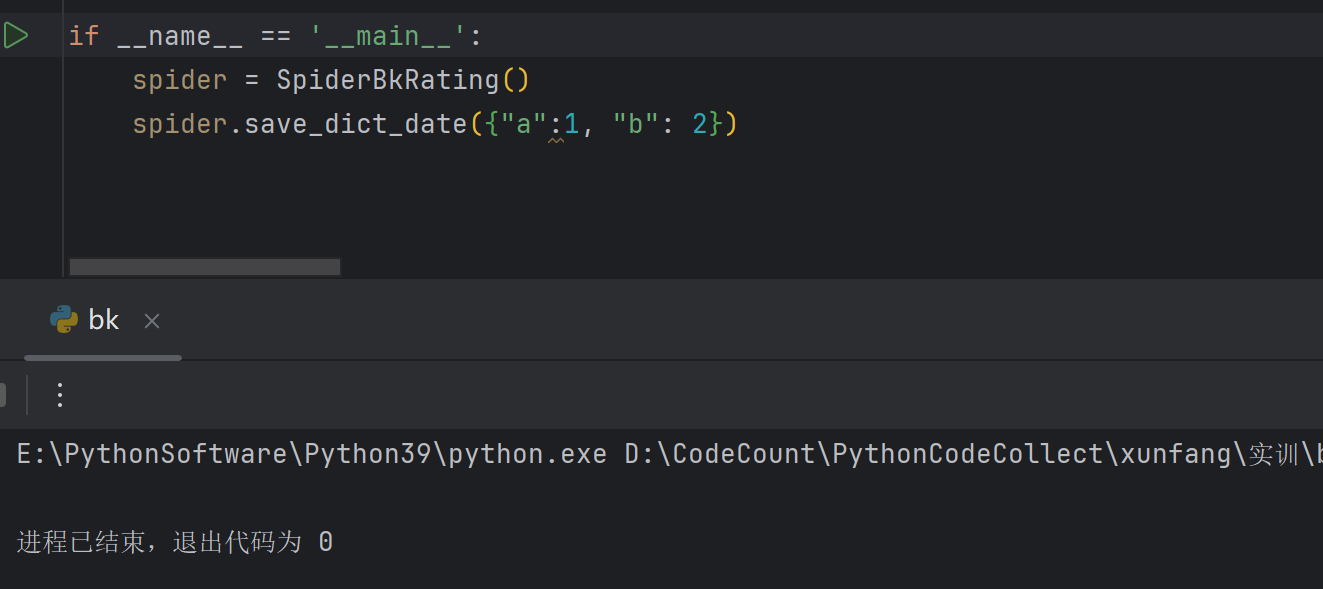 if __name__ == '__main__':
    spider = SpiderBkRating()
    spider.save_dict_date({"a":1, "b": 2})
bk
E:\PythonSoftware\Python39\python.exe D:\CodeCount\PythonCodeCollect\xunfang\实训\b
进程已结束，退出代码为 0